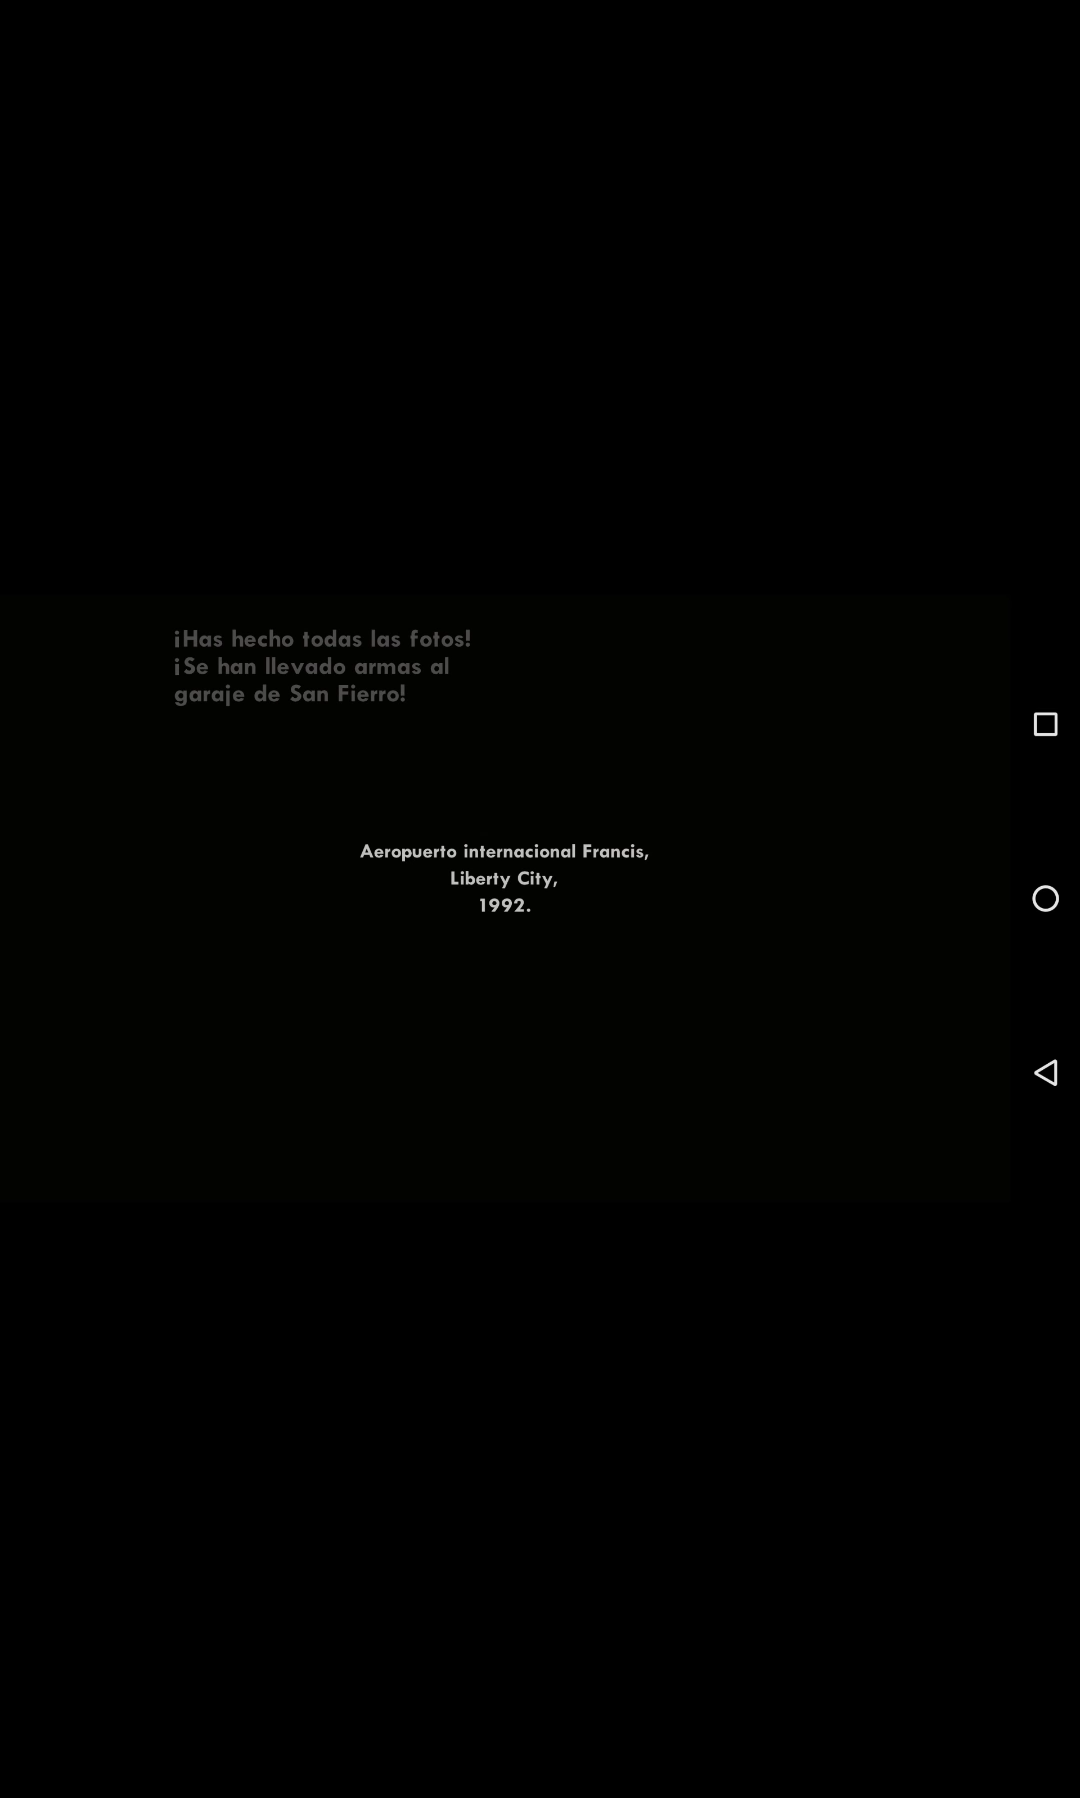 ¡Has hecho todas las fotos!
¡Se han llevado armas al
garaje de San Fierro!
Aeropuerto internacional Francis,
Liberty City,
1992.